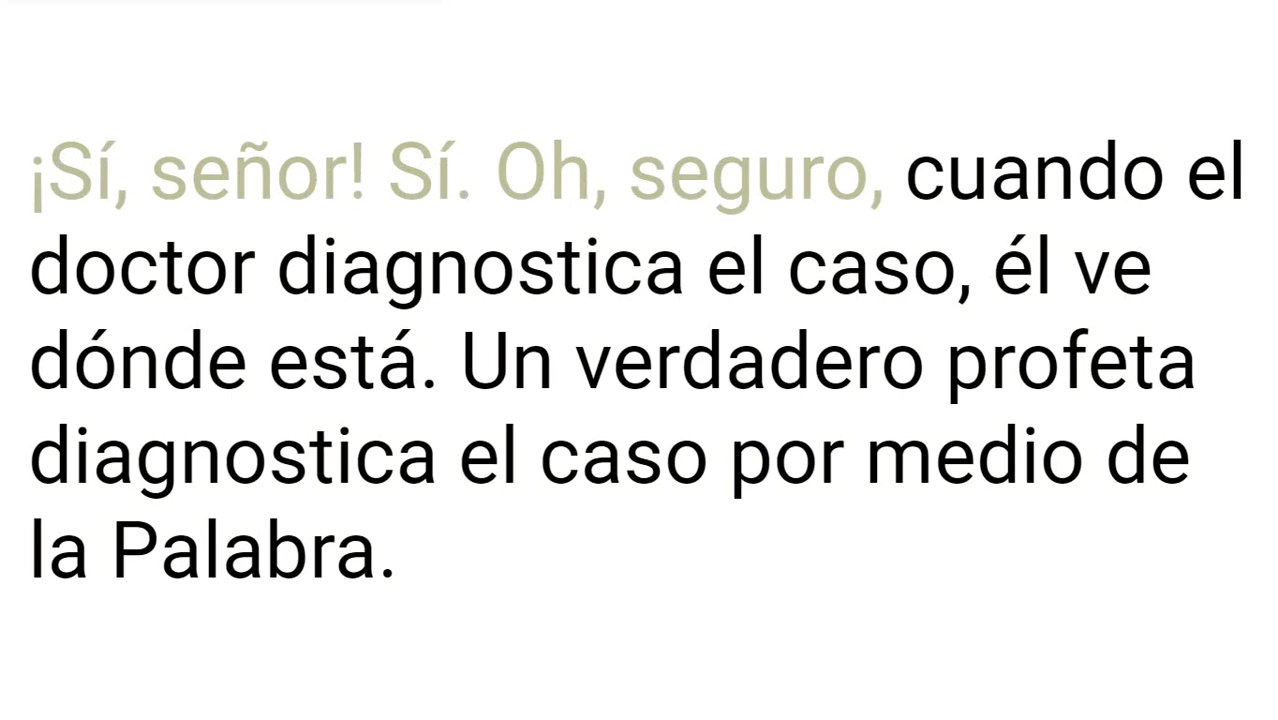 ¡Sí, señor! Sí. Oh, seguro, cuando el
doctor diagnostica el caso, él ve
dónde está. Un verdadero profeta
diagnostica el caso por medio de
la Palabra.